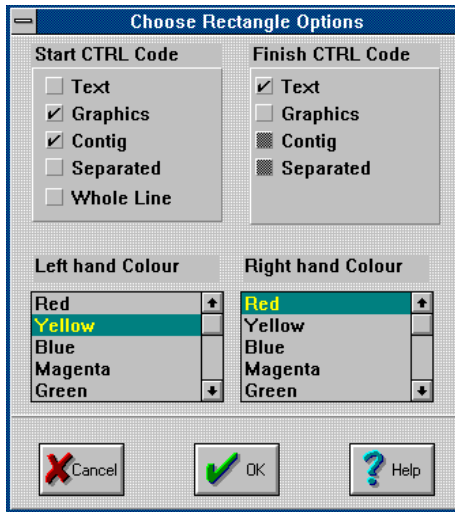 Choose Rectangle Options
Start CTRL Code
Text
Graphics
Contig
Separated
Whole Line
Finish CTRL Code
Text
Graphics
Contig
Separated
Left hand Colour
Red
Yellow
Blue
Magenta
Green
Right hand Colour
Red
Yellow
Blue
Magenta
Green
Cancel
OK
Help